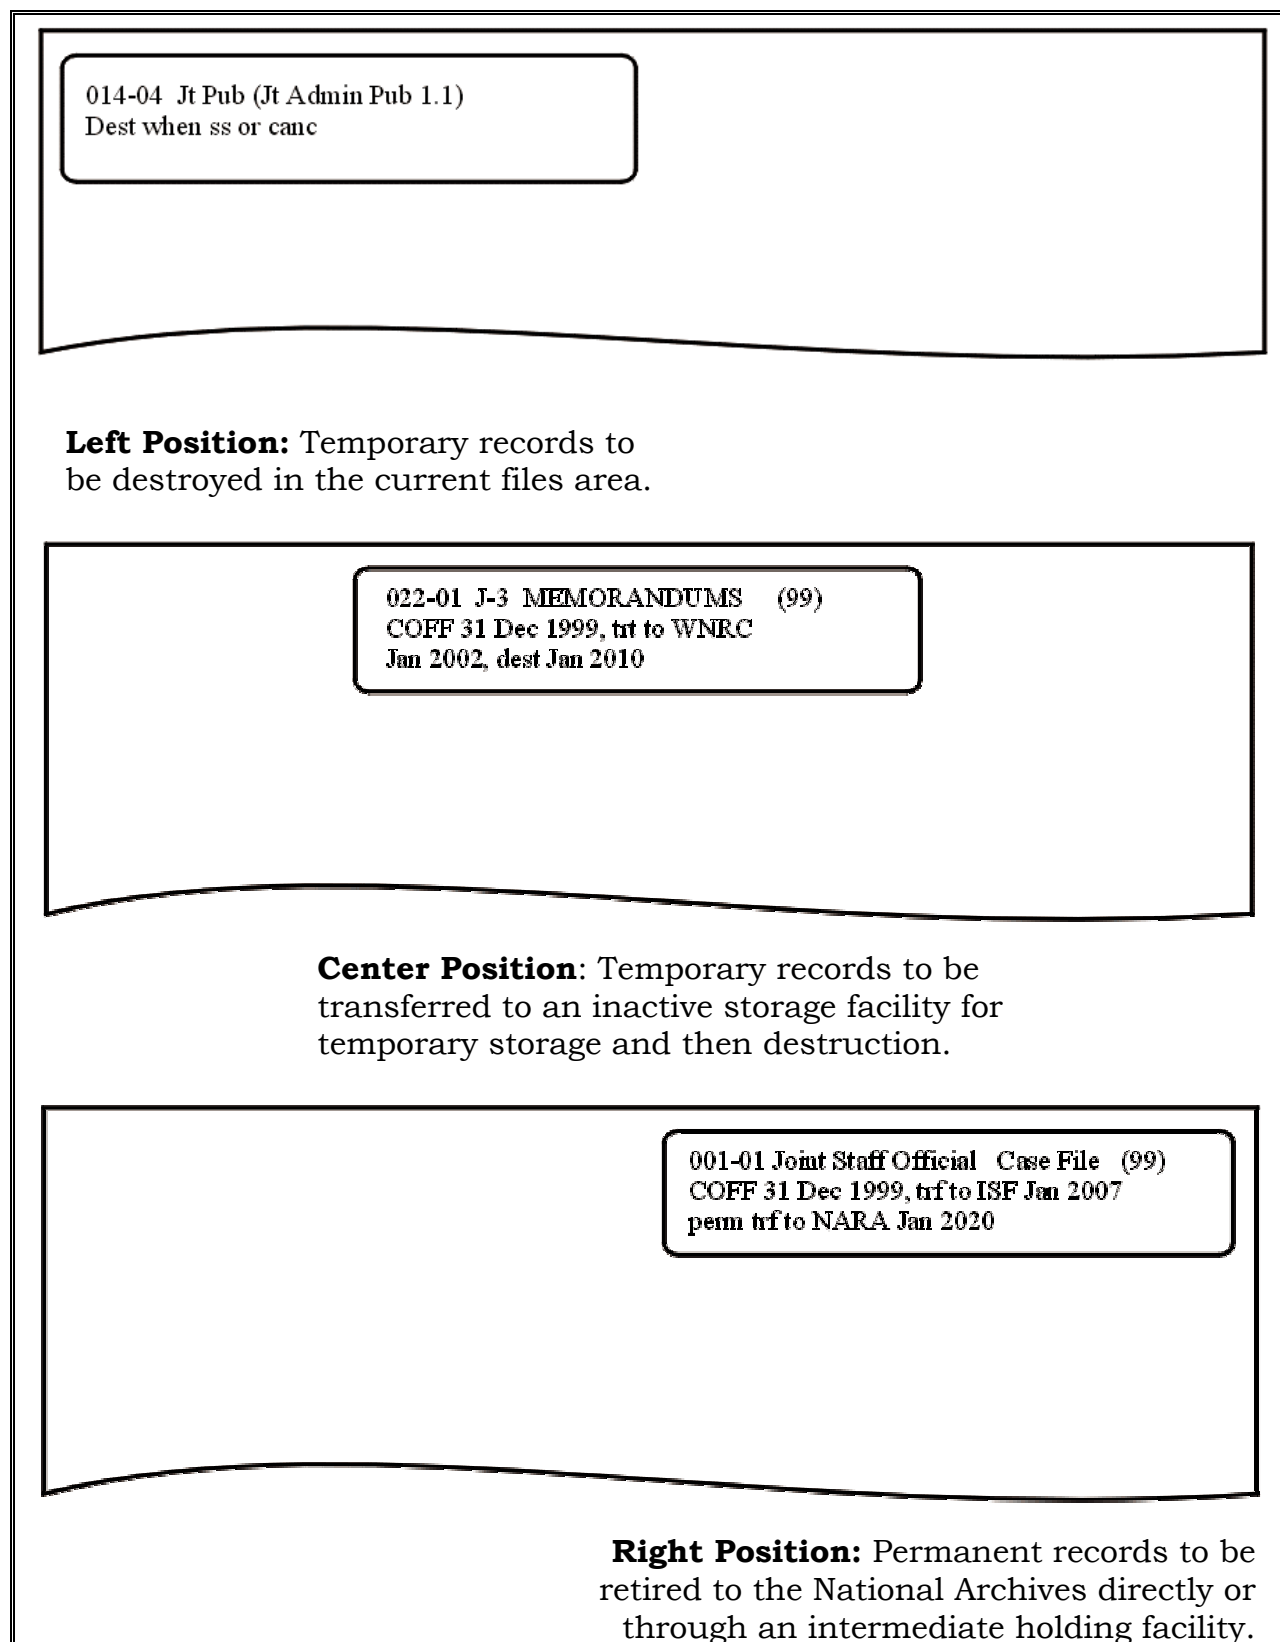 014-04 Jt Pub (Jt Admin Pub 1.1)
Dest when ss or canc
Left Position: Temporary records to
be destroyed in the current files area.
022-01 J-3 MEMORANDUMS (99)
COFF 31 Dec 1999, trt to WNRC
Jan 2002, dest Jan 2010
Center Position: Temporary records to be
transferred to an inactive storage facility for
temporary storage and then destruction.
001-01 Joint Staff Official Case File (99)
COFF 31 Dec 1999, trf to ISF Jan 2007
perm trf to NARA Jan 2020
Right Position: Permanent records to be
retired to the National Archives directly or
through an intermediate holding facility.